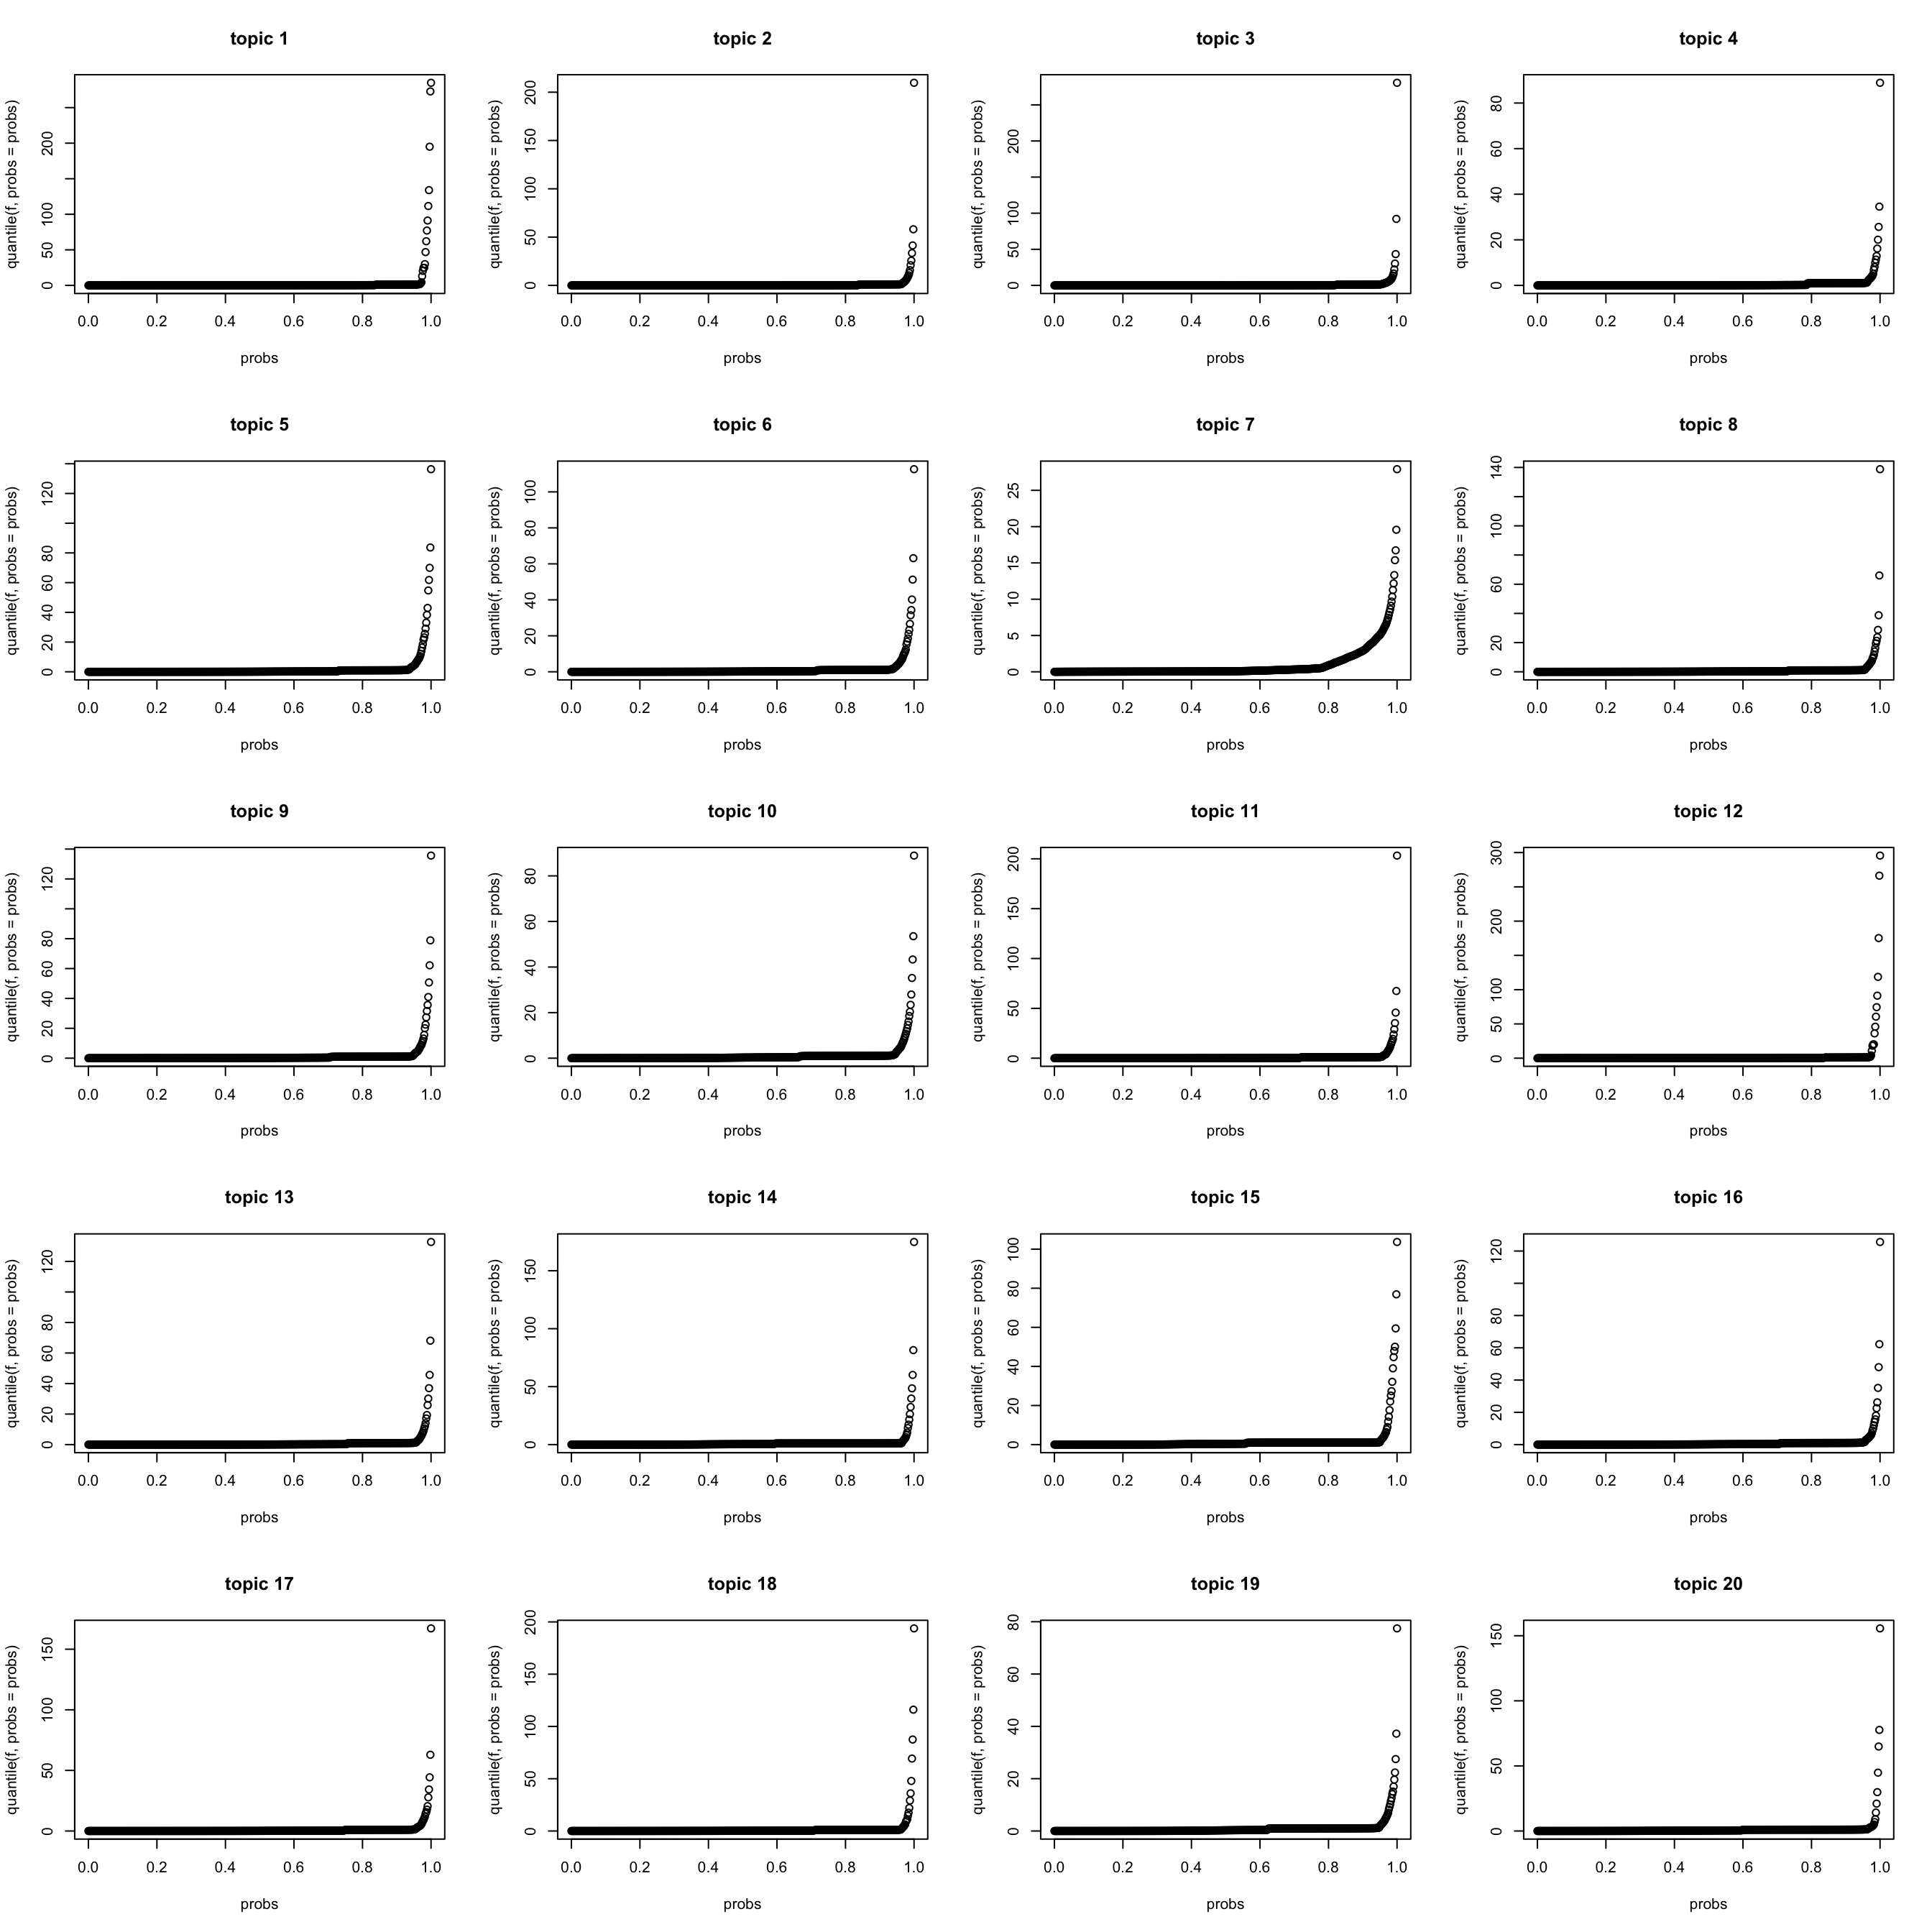 topic 1 topic 2 topic 3 topic 4
quantile(f, probs = probs) quantile(f, probs = probs) quantile(f, probs = probs) quantile(f, probs = probs)
0 50 100 200
0 50 100 150 200
0 50 100 200
0 20 40 60 80
0.0 0.2 0.4 0.6 0.8 1.0 0.0 0.2 0.4 0.6 0.8 1.0 0.0 0.2 0.4 0.6 0.8 1.0 0.0 0.2 0.4 0.6 0.8 1.0
probs probs probs probs
topic 5 topic 6 topic 7 topic 8
quantile(f, probs = probs) quantile(f, probs = probs) quantile(f, probs = probs) quantile(f, probs = probs)
0 20 40 60 80 120
0 20 40 60 80 100
0 5 10 15 20 25
0 20 60 100 140
0.0 0.2 0.4 0.6 0.8 1.0 0.0 0.2 0.4 0.6 0.8 1.0 0.0 0.2 0.4 0.6 0.8 1.0 0.0 0.2 0.4 0.6 0.8 1.0
probs probs probs probs
topic 9 topic 10 topic 11 topic 12
quantile(f, probs = probs) quantile(f, probs = probs) quantile(f, probs = probs) quantile(f, probs = probs)
0 20 40 60 80 120
0 20 40 60 80
0 50 100 150 200
0 50 100 200 300
0.0 0.2 0.4 0.6 0.8 1.0 0.0 0.2 0.4 0.6 0.8 1.0 0.0 0.2 0.4 0.6 0.8 1.0 0.0 0.2 0.4 0.6 0.8 1.0
probs probs probs probs
topic 13 topic 14 topic 15 topic 16
quantile(f, probs = probs) quantile(f, probs = probs) quantile(f, probs = probs) quantile(f, probs = probs)
0 20 40 60 80 120
0 50 100 150
0 20 40 60 80 100
0 20 40 60 80 120
0.0 0.2 0.4 0.6 0.8 1.0 0.0 0.2 0.4 0.6 0.8 1.0 0.0 0.2 0.4 0.6 0.8 1.0 0.0 0.2 0.4 0.6 0.8 1.0
probs probs probs probs
topic 17 topic 18 topic 19 topic 20
quantile(f, probs = probs) quantile(f, probs = probs) quantile(f, probs = probs) quantile(f, probs = probs)
0 50 100 150
0 50 100 150 200
0 20 40 60 80
0 50 100 150
0.0 0.2 0.4 0.6 0.8 1.0 0.0 0.2 0.4 0.6 0.8 1.0 0.0 0.2 0.4 0.6 0.8 1.0 0.0 0.2 0.4 0.6 0.8 1.0
probs probs probs probs